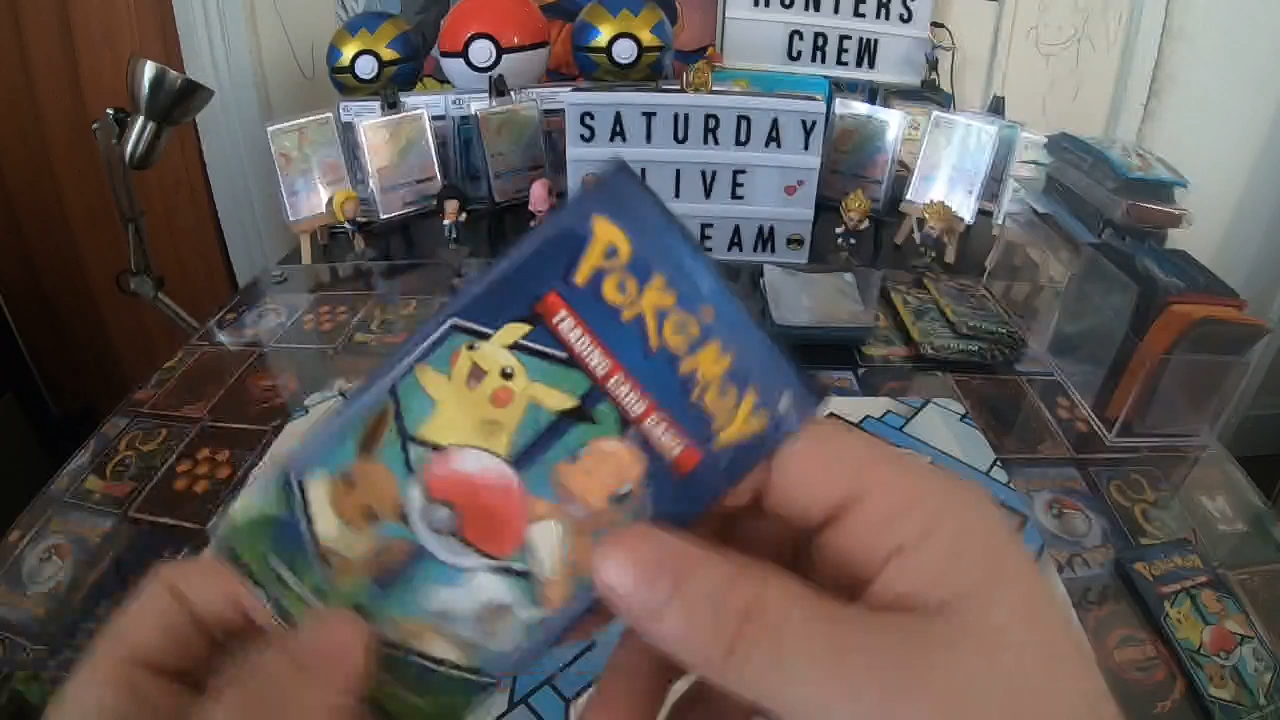 HUNTERS
CREW
SATURDAY
LIVE
EAM
Pokémon
TRADING CARD GAME
Pokémon